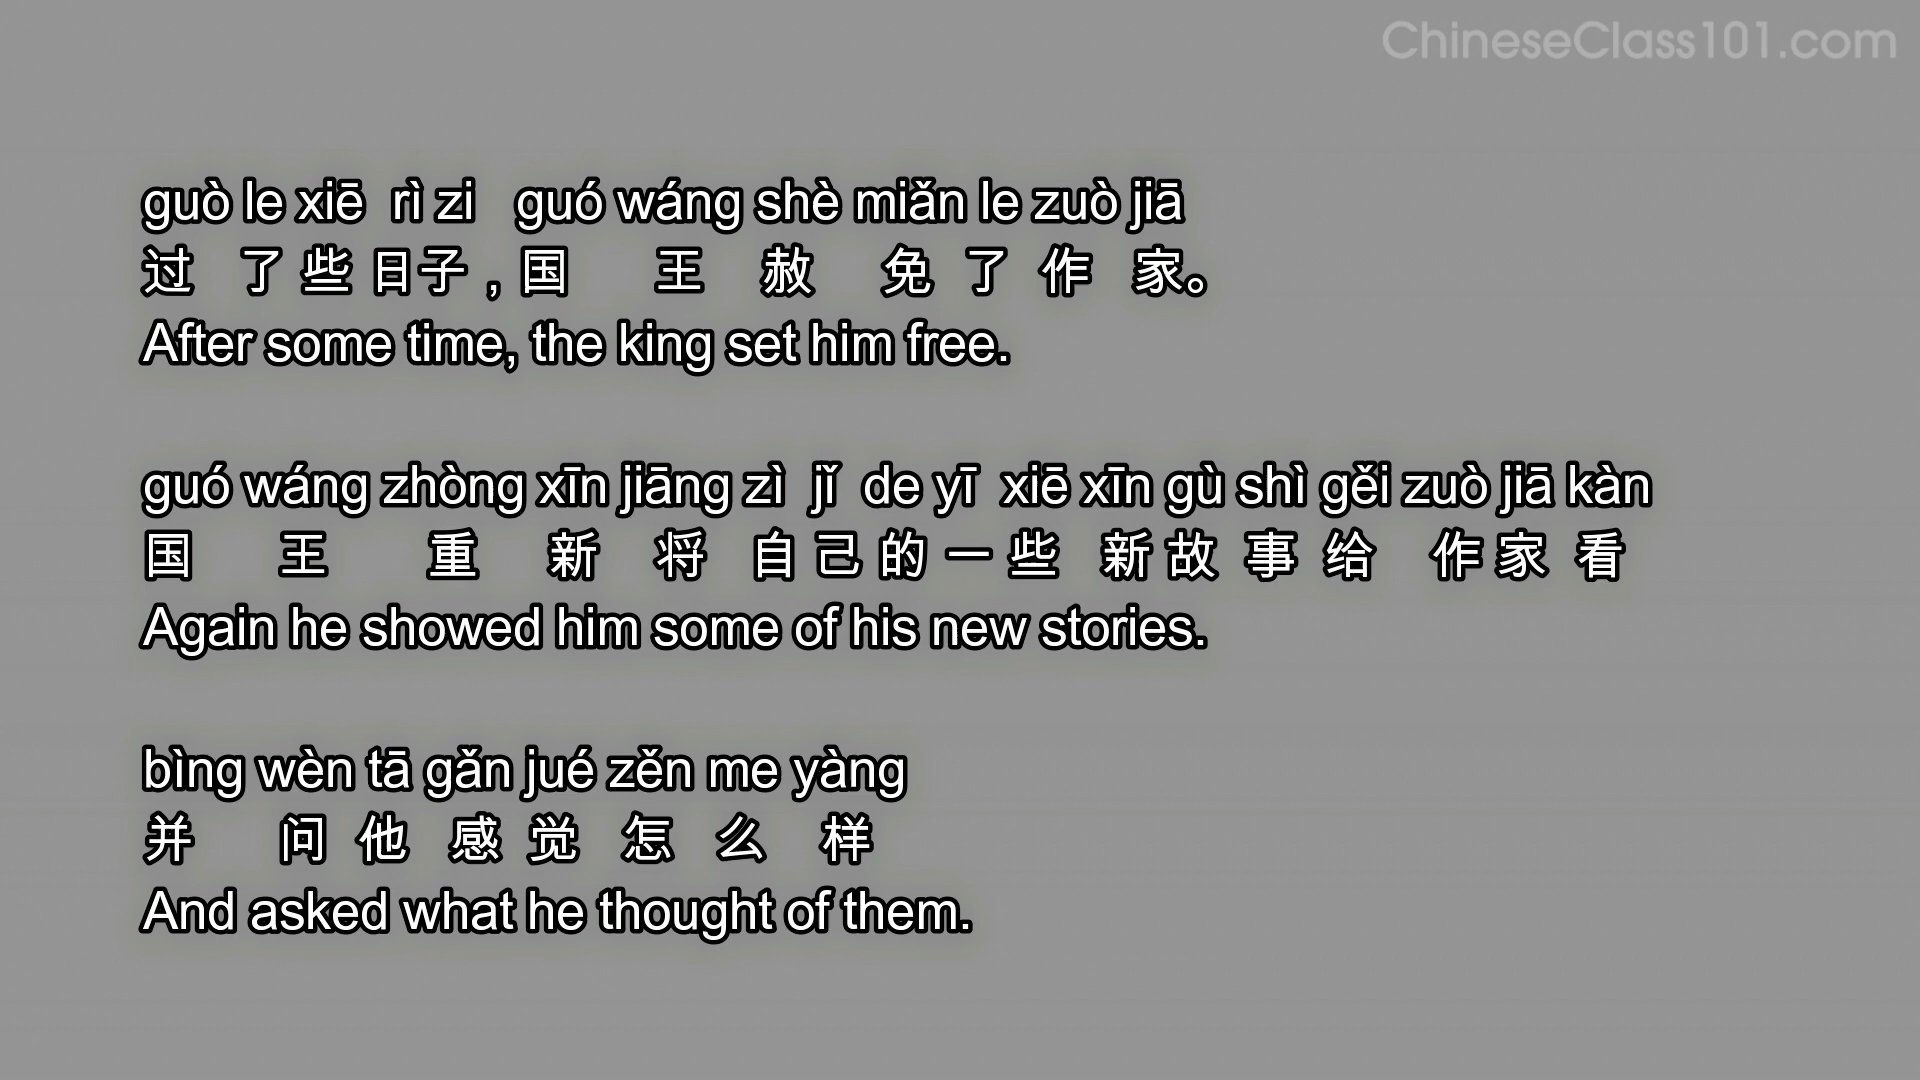 ChineseClass101.com
guò le xiē rì zi guó wáng shè miǎn le zuò jiā
过了些日子,国王赦免了作家。
After some time, the king set him free.
guó wáng zhòng xīn jiāng zì jǐ de yī xiē xīn gù shì gěi zuò jiā kàn
国王重新将自己的一些新故事给作家看
Again he showed him some of his new stories.
bìng wèn tā gǎn jué zěn me yàng
并问他感觉怎么样
And asked what he thought of them.